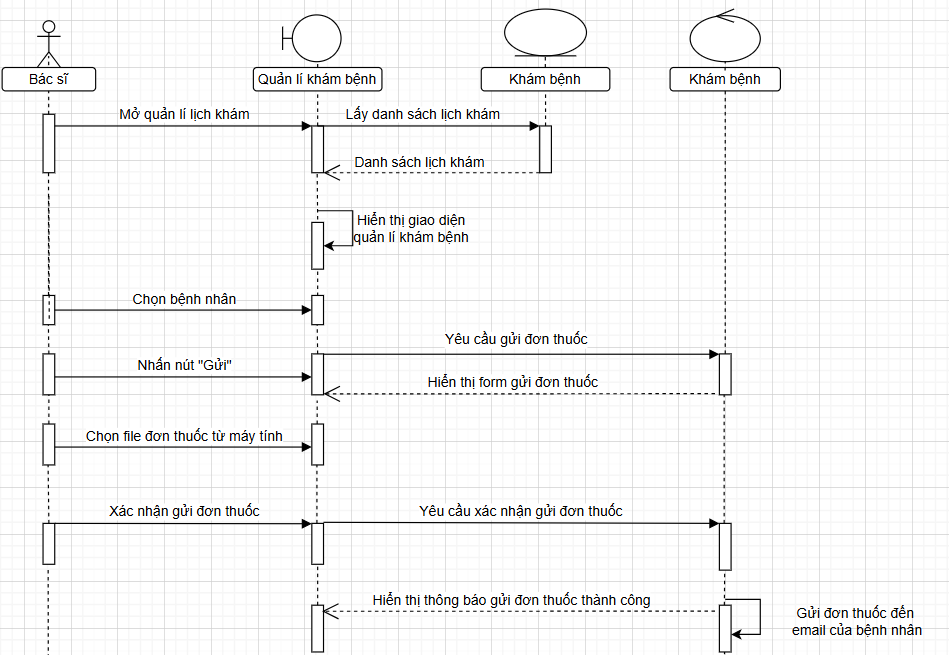 Bác sĩ
Quản lí khám bệnh
Khám bệnh
Khám bệnh
Mở quản lí lịch khám
Lấy danh sách lịch khám
Danh sách lịch khám
Hiển thị giao diện
quản lí khám bệnh
Chọn bệnh nhân
Yêu cầu gửi đơn thuốc
Nhấn nút "Gửi"
Hiển thị form gửi đơn thuốc
Chọn file đơn thuốc từ máy tính
Xác nhận gửi đơn thuốc
Yêu cầu xác nhận gửi đơn thuốc
Hiển thị thông báo gửi đơn thuốc thành công
Gửi đơn thuốc đến
email của bệnh nhân